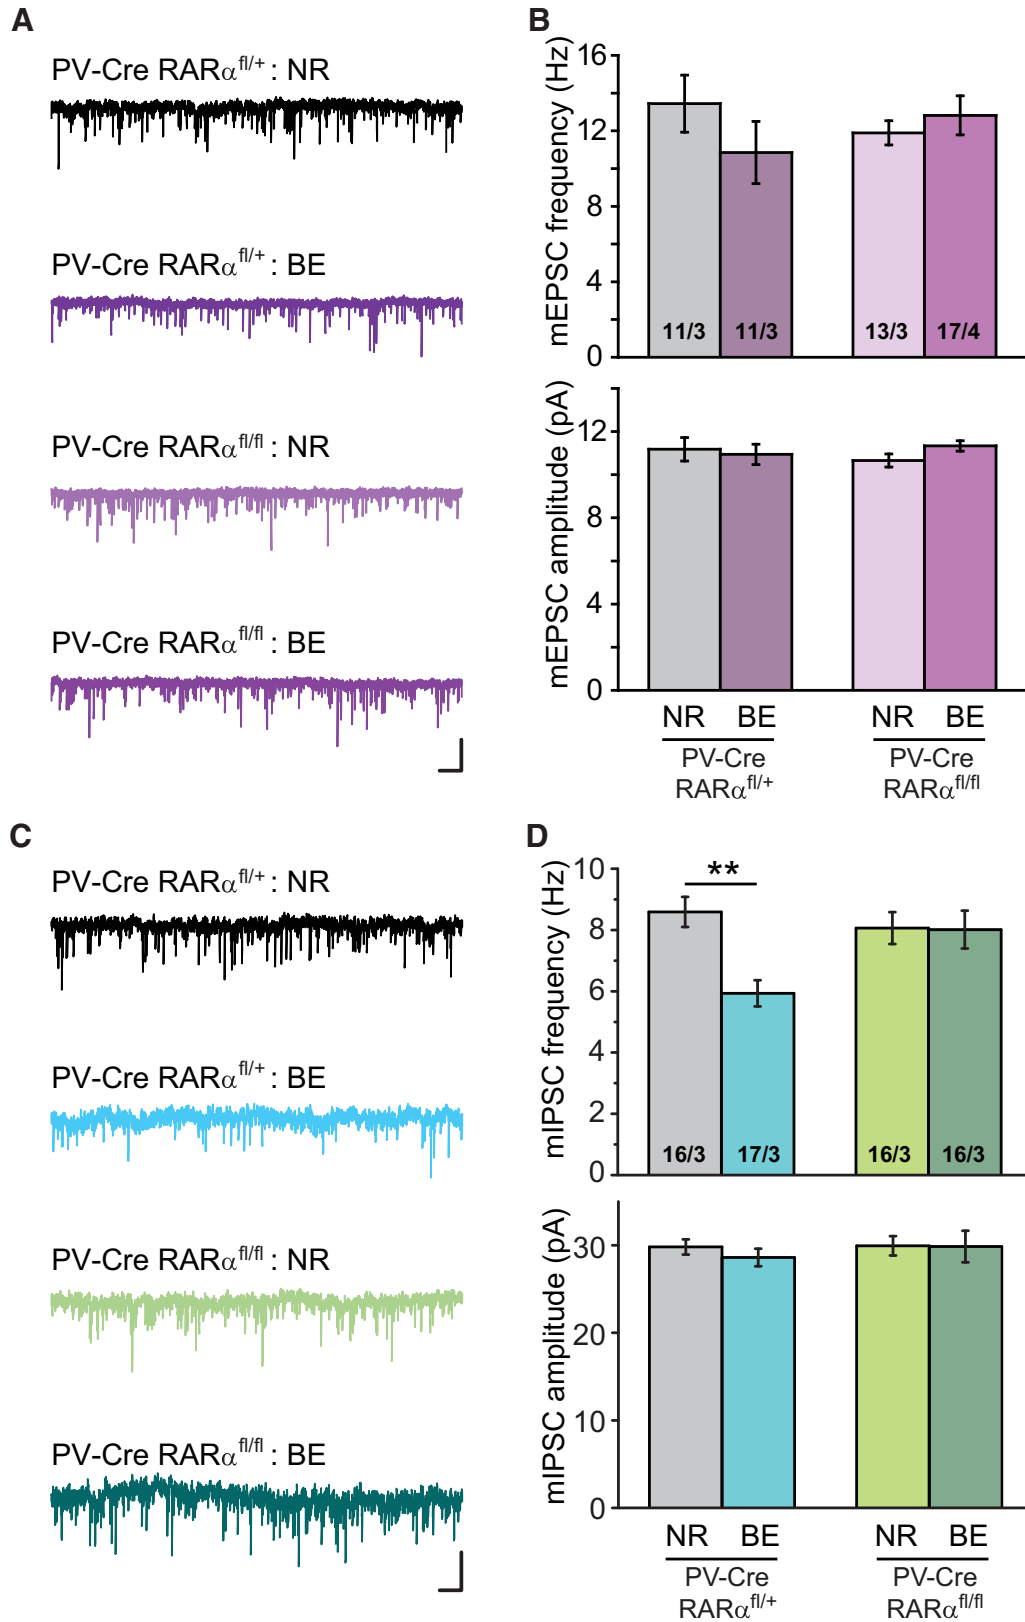 A
PV-Cre RARα^fl/+ : NR
PV-Cre RARα^fl/+ : BE
PV-Cre RARα^fl/fl : NR
PV-Cre RARα^fl/fl : BE
B
mEPSC frequency (Hz)
16
12
8
4
0
11/3 11/3 13/3 17/4
mEPSC amplitude (pA)
12
8
4
0
NR BE NR BE
PV-Cre PV-Cre
RARα^fl/+ RARα^fl/fl
C
PV-Cre RARα^fl/+ : NR
PV-Cre RARα^fl/+ : BE
PV-Cre RARα^fl/fl : NR
PV-Cre RARα^fl/fl : BE
D
mIPSC frequency (Hz)
10
8
6
4
2
0
**
16/3 17/3 16/3 16/3
mIPSC amplitude (pA)
30
20
10
0
NR BE NR BE
PV-Cre PV-Cre
RARα^fl/+ RARα^fl/fl